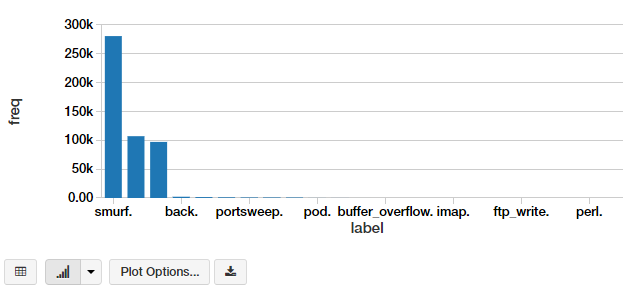 300k
250k
200k
150k
100k
50k
0.00
freq
smurf. back. portsweep. pod. buffer_overflow. imap. ftp_write. perl.
label
Plot Options...